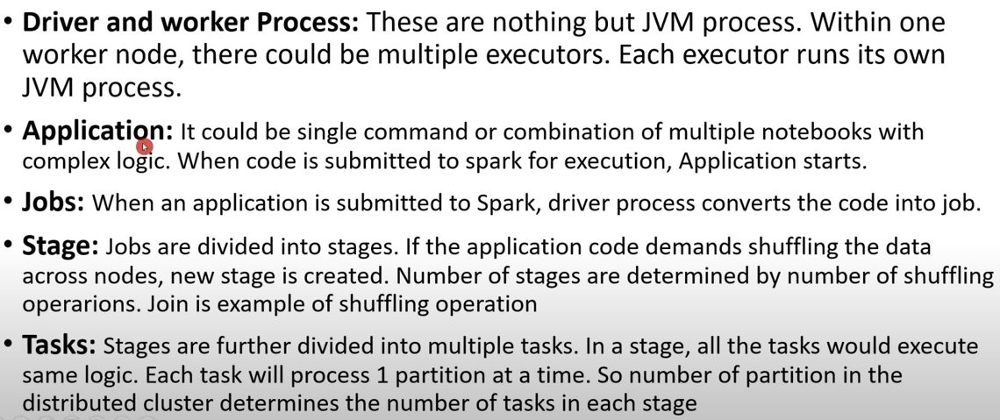 • Driver and worker Process: These are nothing but JVM process. Within one
worker node, there could be multiple executors. Each executor runs its own
JVM process.
• Application: It could be single command or combination of multiple notebooks with
complex logic. When code is submitted to spark for execution, Application starts.
• Jobs: When an application is submitted to Spark, driver process converts the code into job.
• Stage: Jobs are divided into stages. If the application code demands shuffling the data
across nodes, new stage is created. Number of stages are determined by number of shuffling
operarions. Join is example of shuffling operation
• Tasks: Stages are further divided into multiple tasks. In a stage, all the tasks would execute
same logic. Each task will process 1 partition at a time. So number of partition in the
distributed cluster determines the number of tasks in each stage